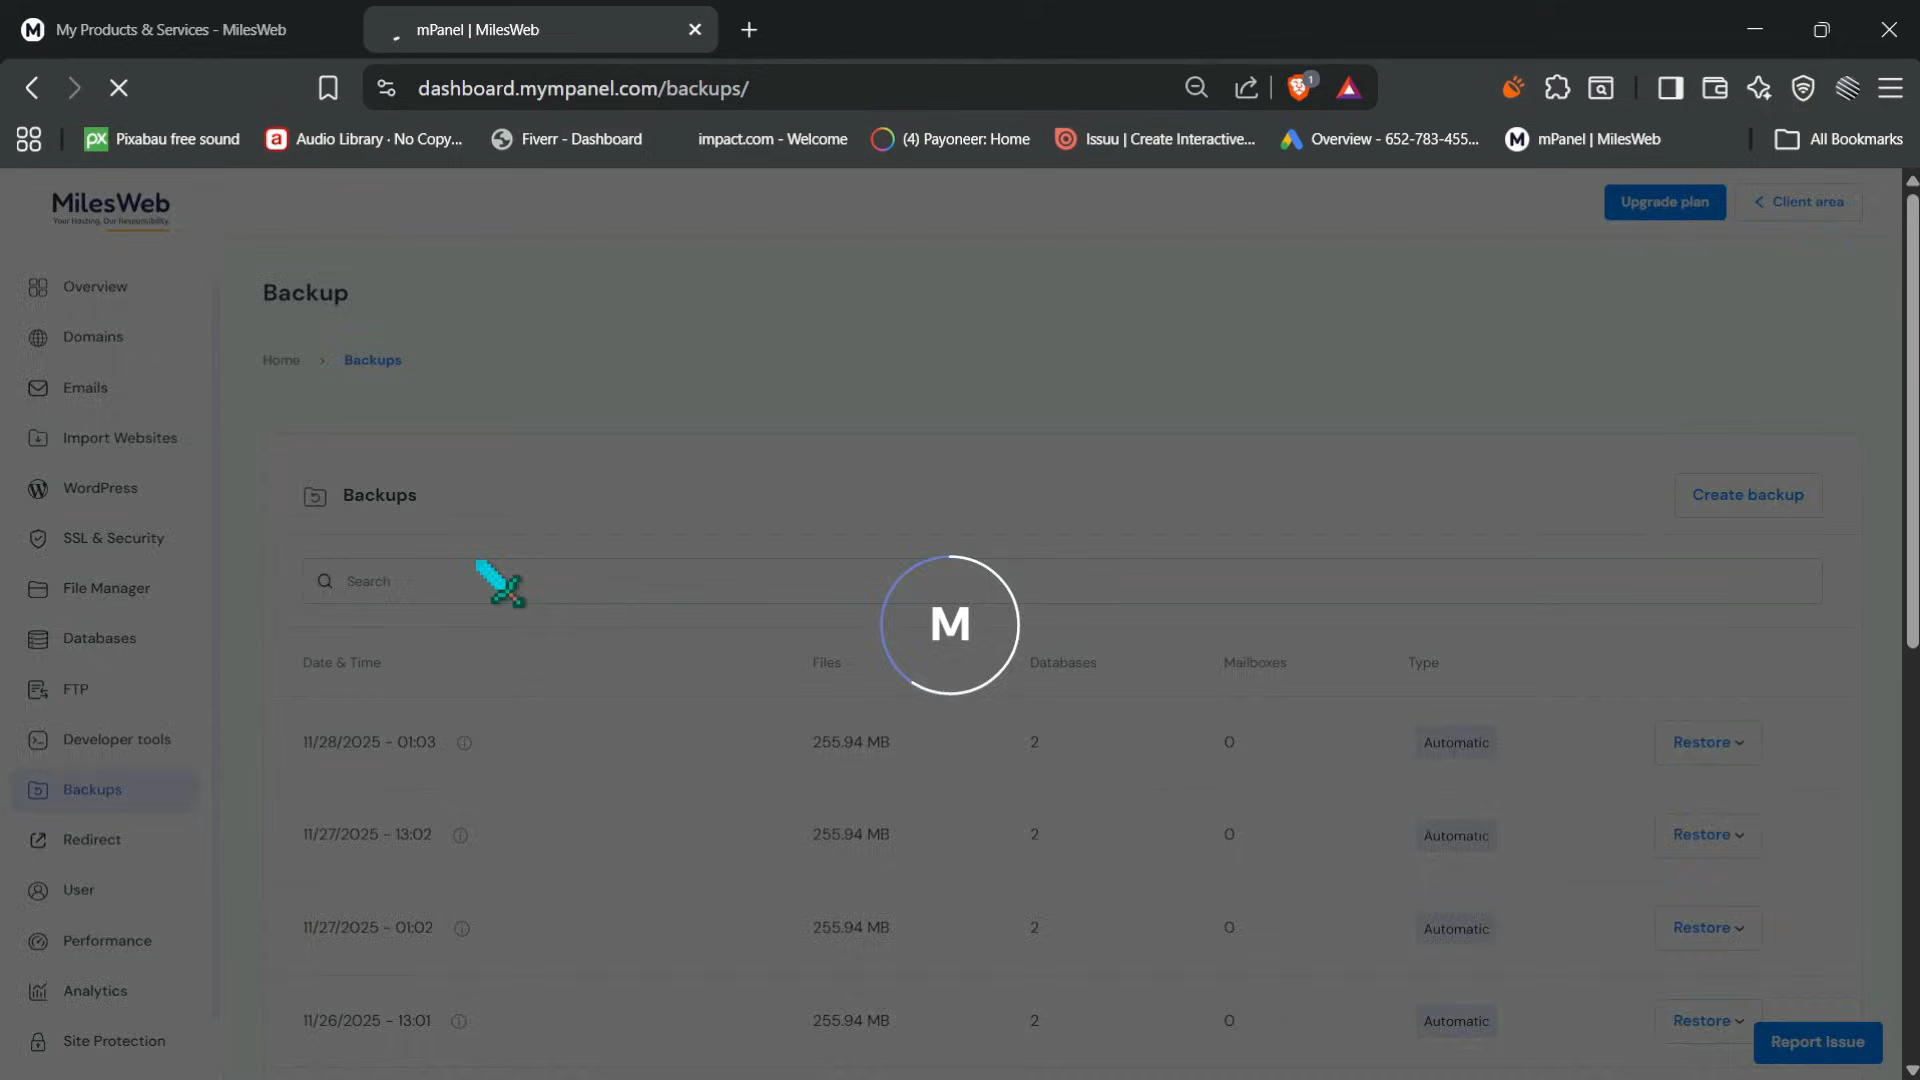 My Products & Services - MilesWeb
mPanel | MilesWeb
dashboard.mympanel.com/backups/
1
px Pixabau free sound
a Audio Library · No Copy...
Fiverr - Dashboard
impact.com - Welcome
(4) Payoneer: Home
Issuu | Create Interactive...
Overview - 652-783-455...
mPanel | MilesWeb
All Bookmarks
MilesWeb
Your Hosting, Our Responsibility.
Upgrade plan
Client area
Overview
Domains
Emails
Import Websites
WordPress
SSL & Security
File Manager
Databases
FTP
Developer tools
Backups
Redirect
User
Performance
Analytics
Site Protection
Backup
Home > Backups
Backups
Create backup
Search
M
Date & Time Files Databases Mailboxes Type
11/28/2025 - 01:03 255.94 MB 2 0 Automatic Restore
11/27/2025 - 13:02 255.94 MB 2 0 Automatic Restore
11/27/2025 - 01:02 255.94 MB 2 0 Automatic Restore
11/26/2025 - 13:01 255.94 MB 2 0 Automatic Restore
Report Issue